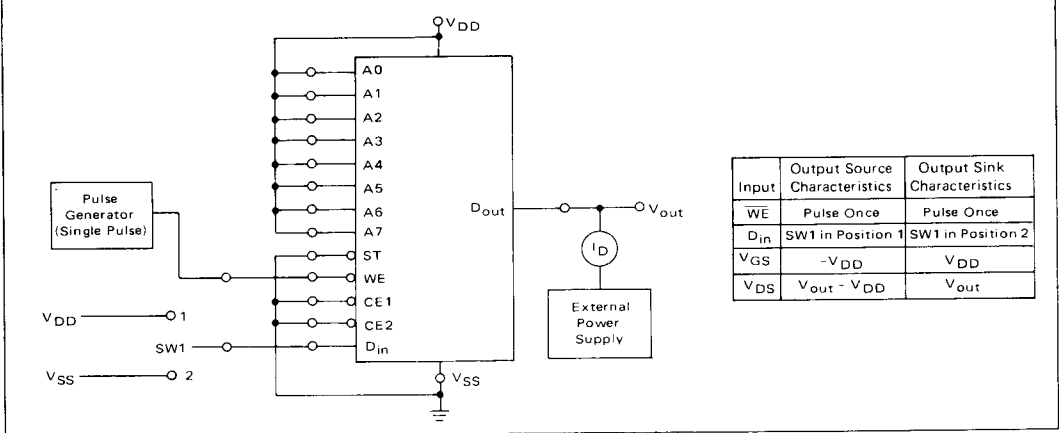 VDD
A0
A1
A2
A3
A4
A5
A6
A7
ST
WE
CE1
CE2
Din
Dout
Vout
ID
External
Power
Supply
VSS
Pulse
Generator
(Single Pulse)
VDD 1
SW1
VSS 2
Input Output Source Characteristics Output Sink Characteristics
WE Pulse Once Pulse Once
Din SW1 in Position 1 SW1 in Position 2
VGS -VDD VDD
VDS Vout - VDD Vout